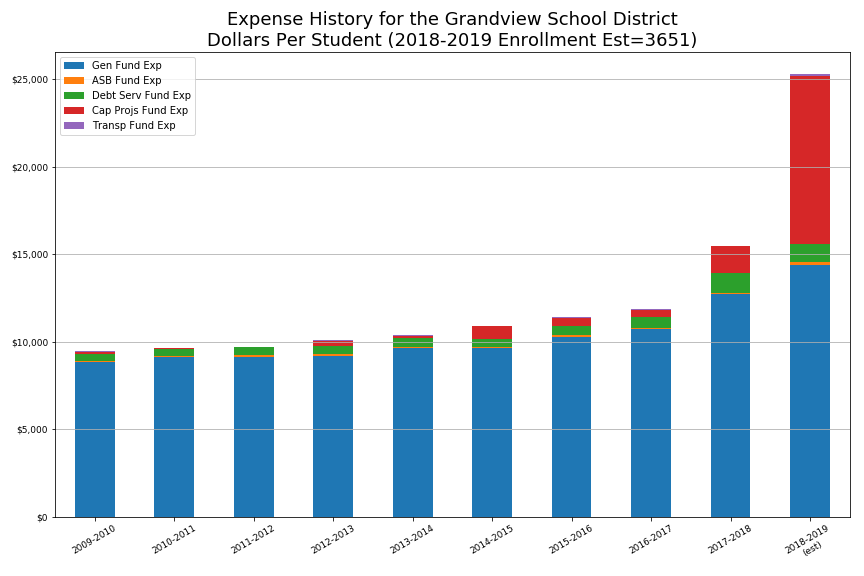 Expense History for the Grandview School District
Dollars Per Student (2018-2019 Enrollment Est=3651)
Gen Fund Exp
ASB Fund Exp
Debt Serv Fund Exp
Cap Projs Fund Exp
Transp Fund Exp
$25,000
$20,000
$15,000
$10,000
$5,000
$0
2009-2010
2010-2011
2011-2012
2012-2013
2013-2014
2014-2015
2015-2016
2016-2017
2017-2018
2018-2019
(est)